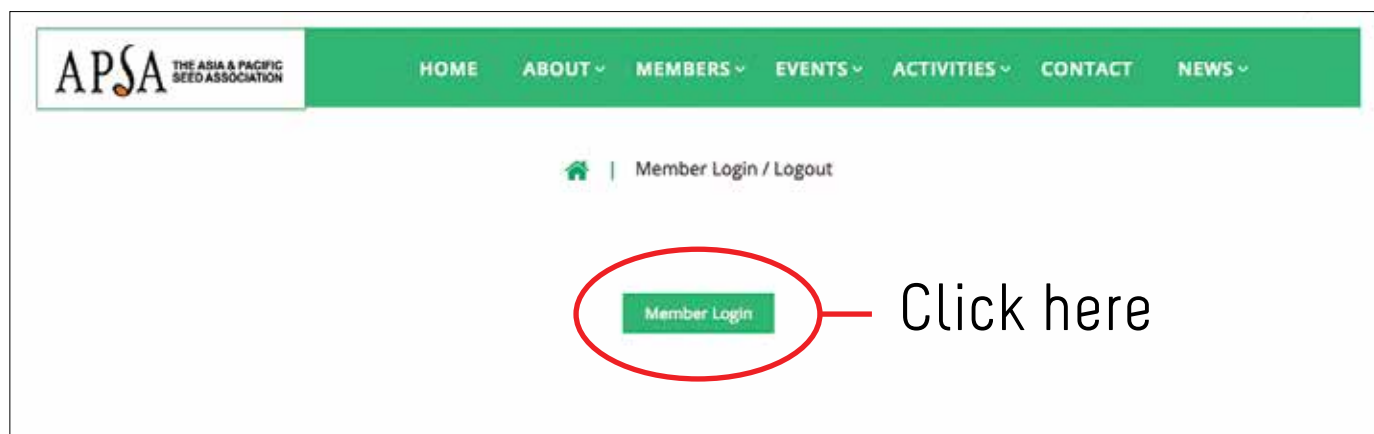 APSA THE ASIA & PACIFIC
SEED ASSOCIATION
HOME ABOUT MEMBERS EVENTS ACTIVITIES CONTACT NEWS
| Member Login / Logout
Member Login
Click here